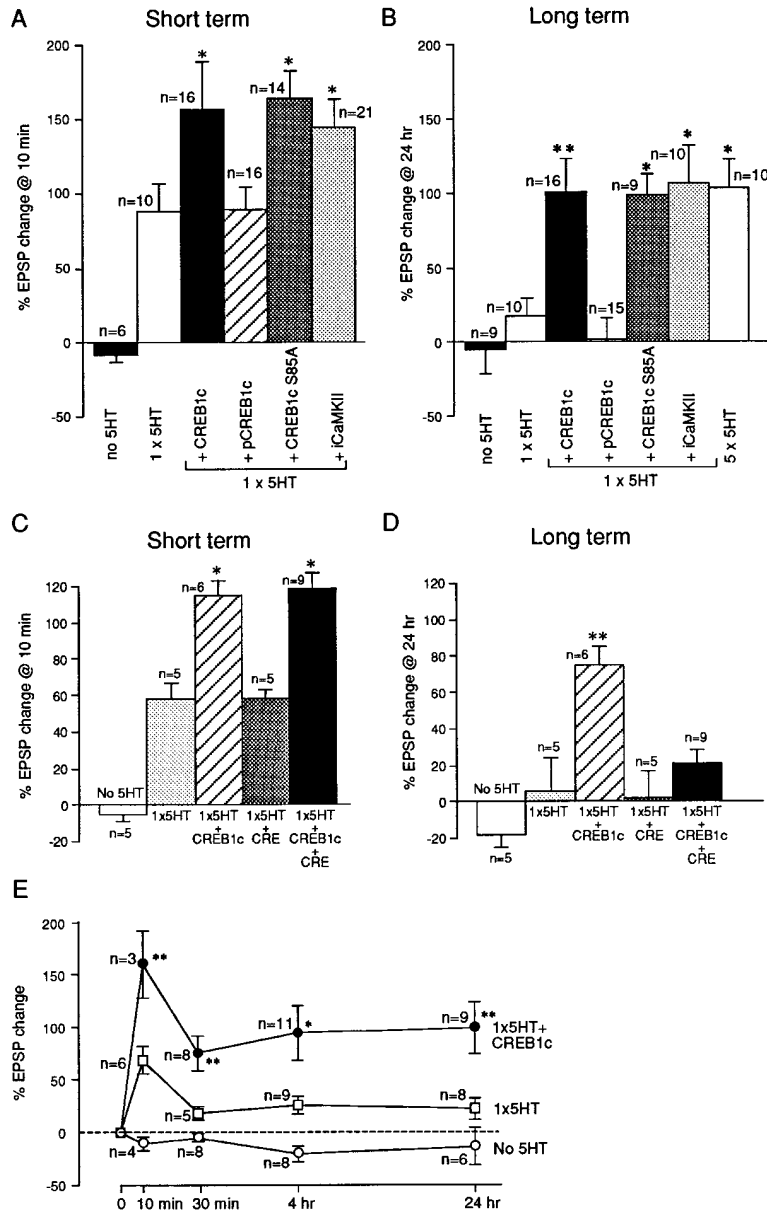 A
Short term
% EPSP change @ 10 min
200
150
100
50
0
-50
n=6
n=10
n=16
*
n=16
n=14
*
n=21
*
no 5HT
1 x 5HT
+ CREB1c
+ pCREB1c
+ CREB1c S85A
+ iCaMKII
1 x 5HT
B
Long term
% EPSP change @ 24 hr
200
150
100
50
0
-50
n=9
n=10
n=16
**
n=15
n=9
*
n=10
*
n=10
*
no 5HT
1 x 5HT
+ CREB1c
+ pCREB1c
+ CREB1c S85A
+ iCaMKII
5 x 5HT
1 x 5HT
C
Short term
% EPSP change @ 10 min
120
100
80
60
40
20
0
-20
No 5HT
n=5
n=5
n=6
*
n=5
n=9
*
1x5HT
1x5HT
+
CREB1c
1x5HT
+
CRE
1x5HT
+
CREB1c
+
CRE
D
Long term
% EPSP change @ 24 hr
120
100
80
60
40
20
0
-20
No 5HT
n=5
n=5
n=6
**
n=5
n=9
1x5HT
1x5HT
+
CREB1c
1x5HT
+
CRE
1x5HT
+
CREB1c
+
CRE
E
% EPSP change
200
150
100
50
0
-50
n=3
**
n=8
**
n=11
*
n=9
**
1x5HT+
CREB1c
n=6
n=5
n=9
n=8
1x5HT
n=4
n=8
n=8
n=6
No 5HT
0
10 min
30 min
4 hr
24 hr